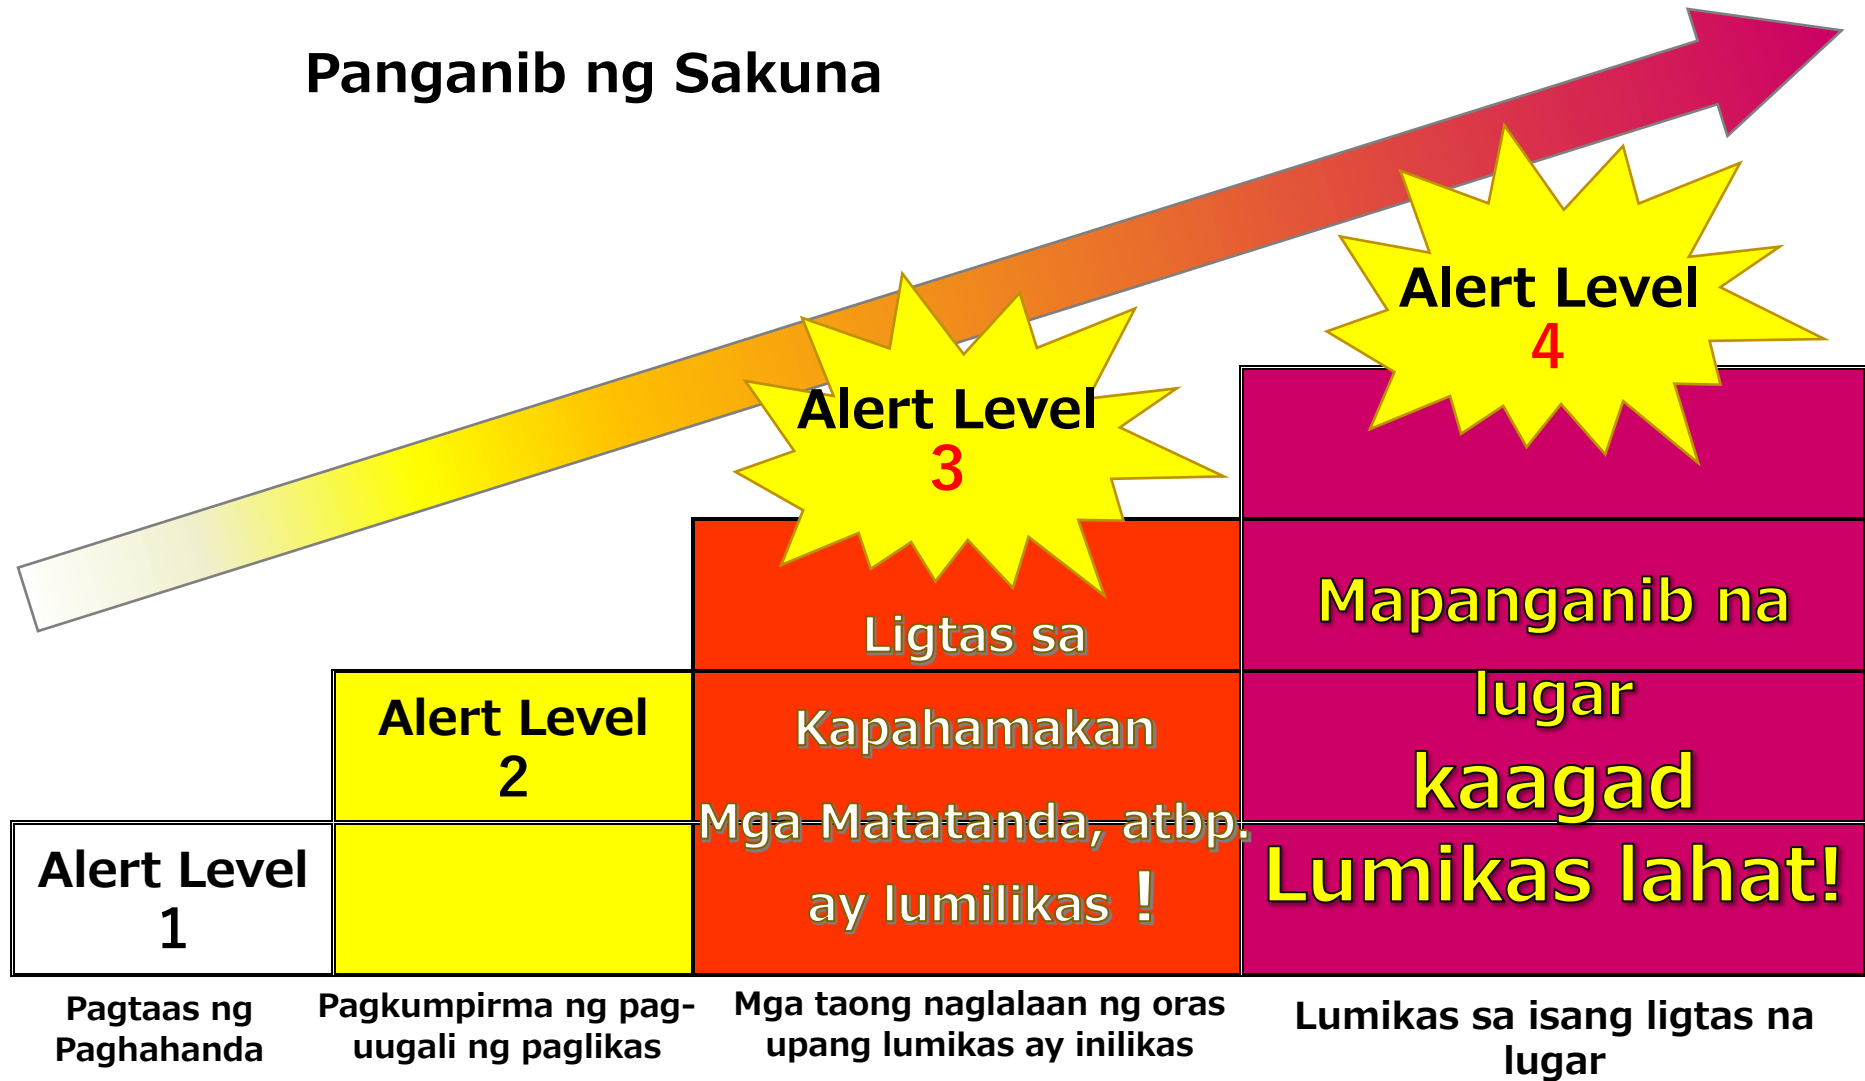 Panganib ng Sakuna
Alert Level
4
Alert Level
3
Alert Level
2
Alert Level
1
Ligtas sa
Kapahamakan
Mga Matatanda, atbp.
ay lumilikas !
Mapanganib na
lugar
kaagad
Lumikas lahat!
Pagtaas ng
Paghahanda
Pagkumpirma ng pag-
uugali ng paglikas
Mga taong naglalaan ng oras
upang lumikas ay inilikas
Lumikas sa isang ligtas na
lugar